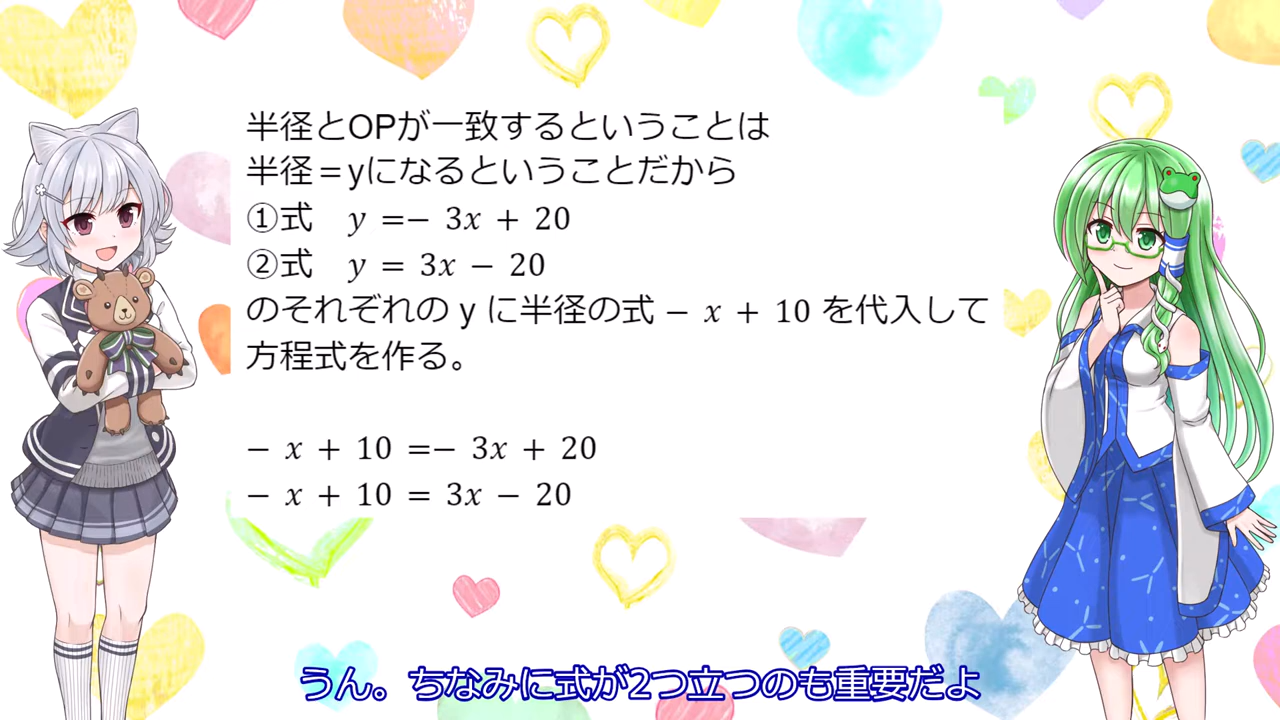 半径とOPが一致するということは
半径＝yになるということだから
①式　y =− 3x + 20
②式　y = 3x − 20
のそれぞれの y に半径の式 − x + 10 を代入して
方程式を作る。
− x + 10 =− 3x + 20
− x + 10 = 3x − 20
うん。ちなみに式が2つ立つのも重要だよ